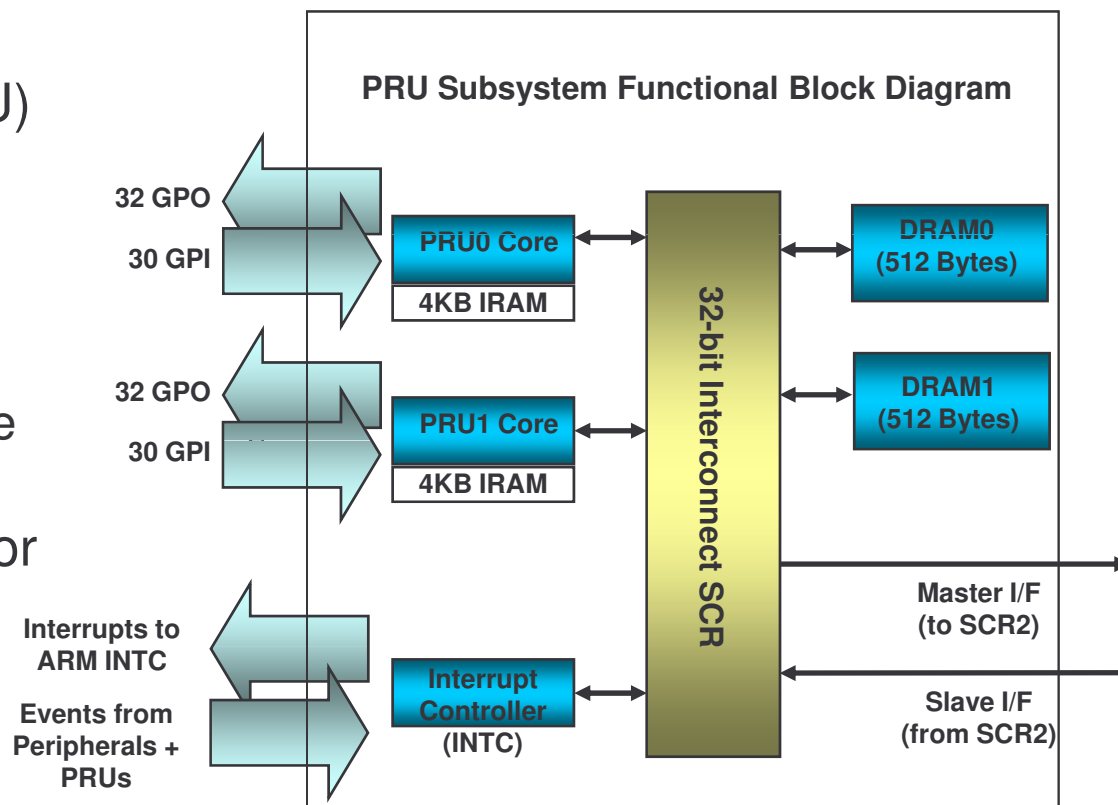 U)
e
or
PRU Subsystem Functional Block Diagram
32 GPO
30 GPI
PRU0 Core
4KB IRAM
DRAM0
(512 Bytes)
32 GPO
30 GPI
PRU1 Core
4KB IRAM
DRAM1
(512 Bytes)
32-bit Interconnect SCR
Master I/F
(to SCR2)
Slave I/F
(from SCR2)
Interrupts to
ARM INTC
Events from
Peripherals +
PRUs
Interrupt
Controller
(INTC)